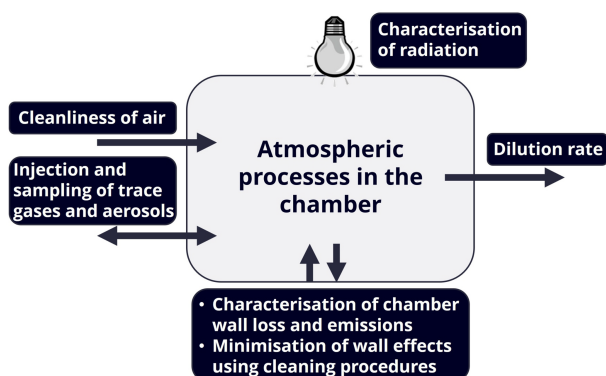 Characterisation
of radiation
Cleanliness of air
Injection and
sampling of trace
gases and aerosols
Atmospheric
processes in the
chamber
Dilution rate
• Characterisation of chamber
wall loss and emissions
• Minimisation of wall effects
using cleaning procedures